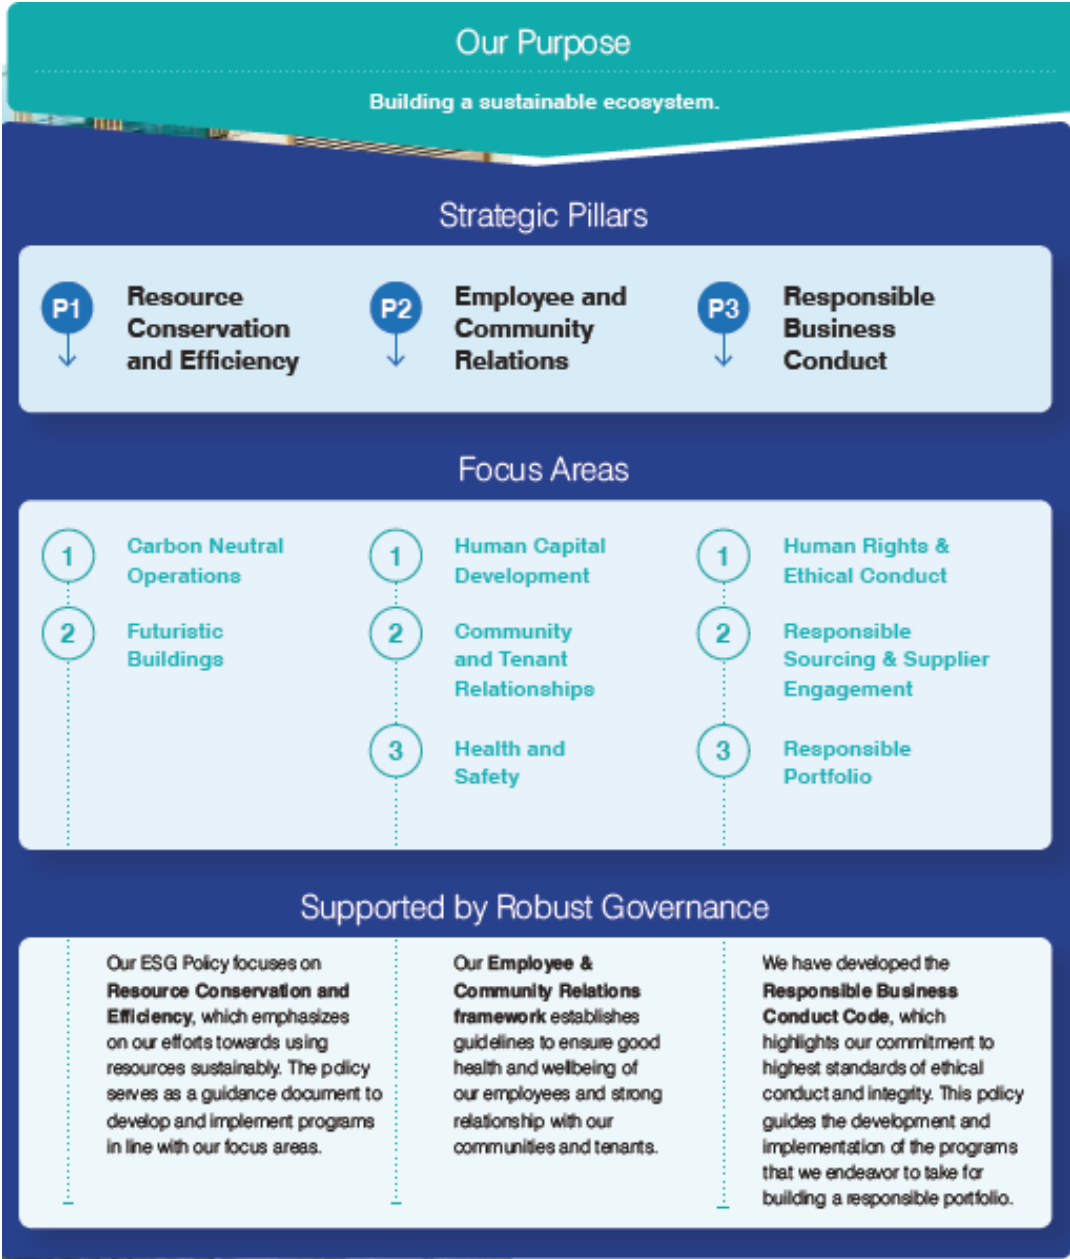 Our Purpose
Building a sustainable ecosystem.
Strategic Pillars
P1
Resource
Conservation
and Efficiency
P2
Employee and
Community
Relations
P3
Responsible
Business
Conduct
Focus Areas
1
Carbon Neutral
Operations
2
Futuristic
Buildings
1
Human Capital
Development
2
Community
and Tenant
Relationships
3
Health and
Safety
1
Human Rights &
Ethical Conduct
2
Responsible
Sourcing & Supplier
Engagement
3
Responsible
Portfolio
Supported by Robust Governance
Our ESG Policy focuses on
Resource Conservation and
Efficiency, which emphasizes
on our efforts towards using
resources sustainably. The policy
serves as a guidance document to
develop and implement programs
in line with our focus areas.
Our Employee &
Community Relations
framework establishes
guidelines to ensure good
health and wellbeing of
our employees and strong
relationship with our
communities and tenants.
We have developed the
Responsible Business
Conduct Code, which
highlights our commitment to
highest standards of ethical
conduct and integrity. This policy
guides the development and
implementation of the programs
that we endeavor to take for
building a responsible portfolio.